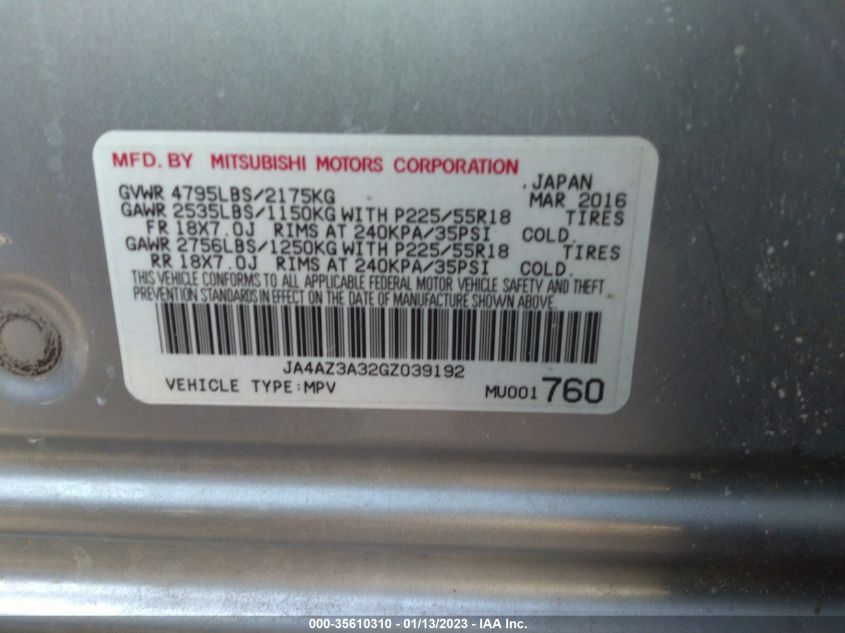 MFD. BY MITSUBISHI MOTORS CORPORATION
, JAPAN
GVWR 4795LBS/2175KG MAR 2016
GAWR 2535LBS/1150KG WITH P225/55R18 TIRES
FR 18X7.0J RIMS AT 240KPA/35PSI COLD.
GAWR 2756LBS/1250KG WITH P225/55R18 TIRES
RR 18X7.0J RIMS AT 240KPA/35PSI COLD.
THIS VEHICLE CONFORMS TO ALL APPLICABLE FEDERAL MOTOR VEHICLE SAFETY AND THEFT
PREVENTION STANDARDS IN EFFECT ON THE DATE OF MANUFACTURE SHOWN ABOVE.
JA4AZ3A32GZ039192
VEHICLE TYPE:MPV MU001 760
000-35610310 - 01/13/2023 - IAA Inc.